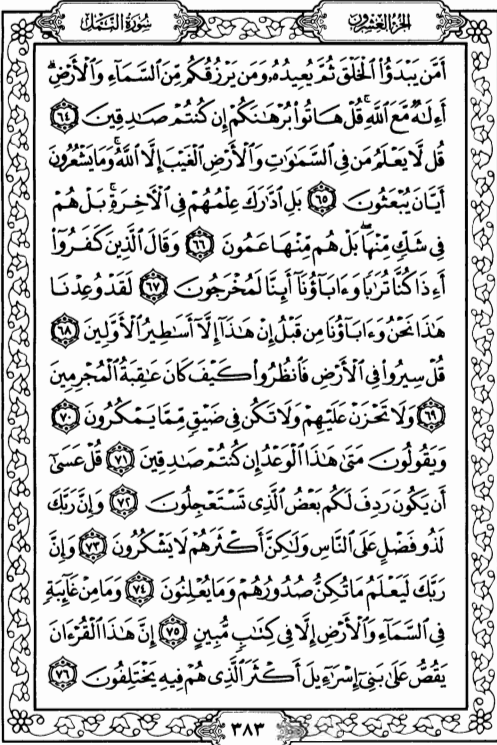 الجزء العشرون
سورة النمل
أَمَّن يَبْدَؤُا۟ ٱلْخَلْقَ ثُمَّ يُعِيدُهُۥ وَمَن يَرْزُقُكُم مِّنَ ٱلسَّمَآءِ وَٱلْأَرْضِ ۗ
أَءِلَٰهٌ مَّعَ ٱللَّهِ ۚ قُلْ هَاتُوا۟ بُرْهَٰنَكُمْ إِن كُنتُمْ صَٰدِقِينَ ٦٤
قُل لَّا يَعْلَمُ مَن فِى ٱلسَّمَٰوَٰتِ وَٱلْأَرْضِ ٱلْغَيْبَ إِلَّا ٱللَّهُ ۚ وَمَا يَشْعُرُونَ
أَيَّانَ يُبْعَثُونَ ٦٥ بَلِ ٱدَّٰرَكَ عِلْمُهُمْ فِى ٱلْءَاخِرَةِ ۚ بَلْ هُمْ
فِى شَكٍّ مِّنْهَا ۖ بَلْ هُم مِّنْهَا عَمُونَ ٦٦ وَقَالَ ٱلَّذِينَ كَفَرُوٓا۟
أَءِذَا كُنَّا تُرَٰبًا وَءَابَآؤُنَآ أَئِنَّا لَمُخْرَجُونَ ٦٧ لَقَدْ وُعِدْنَا
هَٰذَا نَحْنُ وَءَابَآؤُنَا مِن قَبْلُ إِنْ هَٰذَآ إِلَّآ أَسَٰطِيرُ ٱلْأَوَّلِينَ ٦٨
قُلْ سِيرُوا۟ فِى ٱلْأَرْضِ فَٱنظُرُوا۟ كَيْفَ كَانَ عَٰقِبَةُ ٱلْمُجْرِمِينَ
٦٩ وَلَا تَحْزَنْ عَلَيْهِمْ وَلَا تَكُن فِى ضَيْقٍ مِّمَّا يَمْكُرُونَ ٧٠
وَيَقُولُونَ مَتَىٰ هَٰذَا ٱلْوَعْدُ إِن كُنتُمْ صَٰدِقِينَ ٧١ قُلْ عَسَىٰٓ
أَن يَكُونَ رَدِفَ لَكُم بَعْضُ ٱلَّذِى تَسْتَعْجِلُونَ ٧٢ وَإِنَّ رَبَّكَ
لَذُو فَضْلٍ عَلَى ٱلنَّاسِ وَلَٰكِنَّ أَكْثَرَهُمْ لَا يَشْكُرُونَ ٧٣ وَإِنَّ
رَبَّكَ لَيَعْلَمُ مَا تُكِنُّ صُدُورُهُمْ وَمَا يُعْلِنُونَ ٧٤ وَمَا مِنْ غَآئِبَةٍ
فِى ٱلسَّمَآءِ وَٱلْأَرْضِ إِلَّا فِى كِتَٰبٍ مُّبِينٍ ٧٥ إِنَّ هَٰذَا ٱلْقُرْءَانَ
يَقُصُّ عَلَىٰ بَنِىٓ إِسْرَٰٓءِيلَ أَكْثَرَ ٱلَّذِى هُمْ فِيهِ يَخْتَلِفُونَ ٧٦
٣٨٣